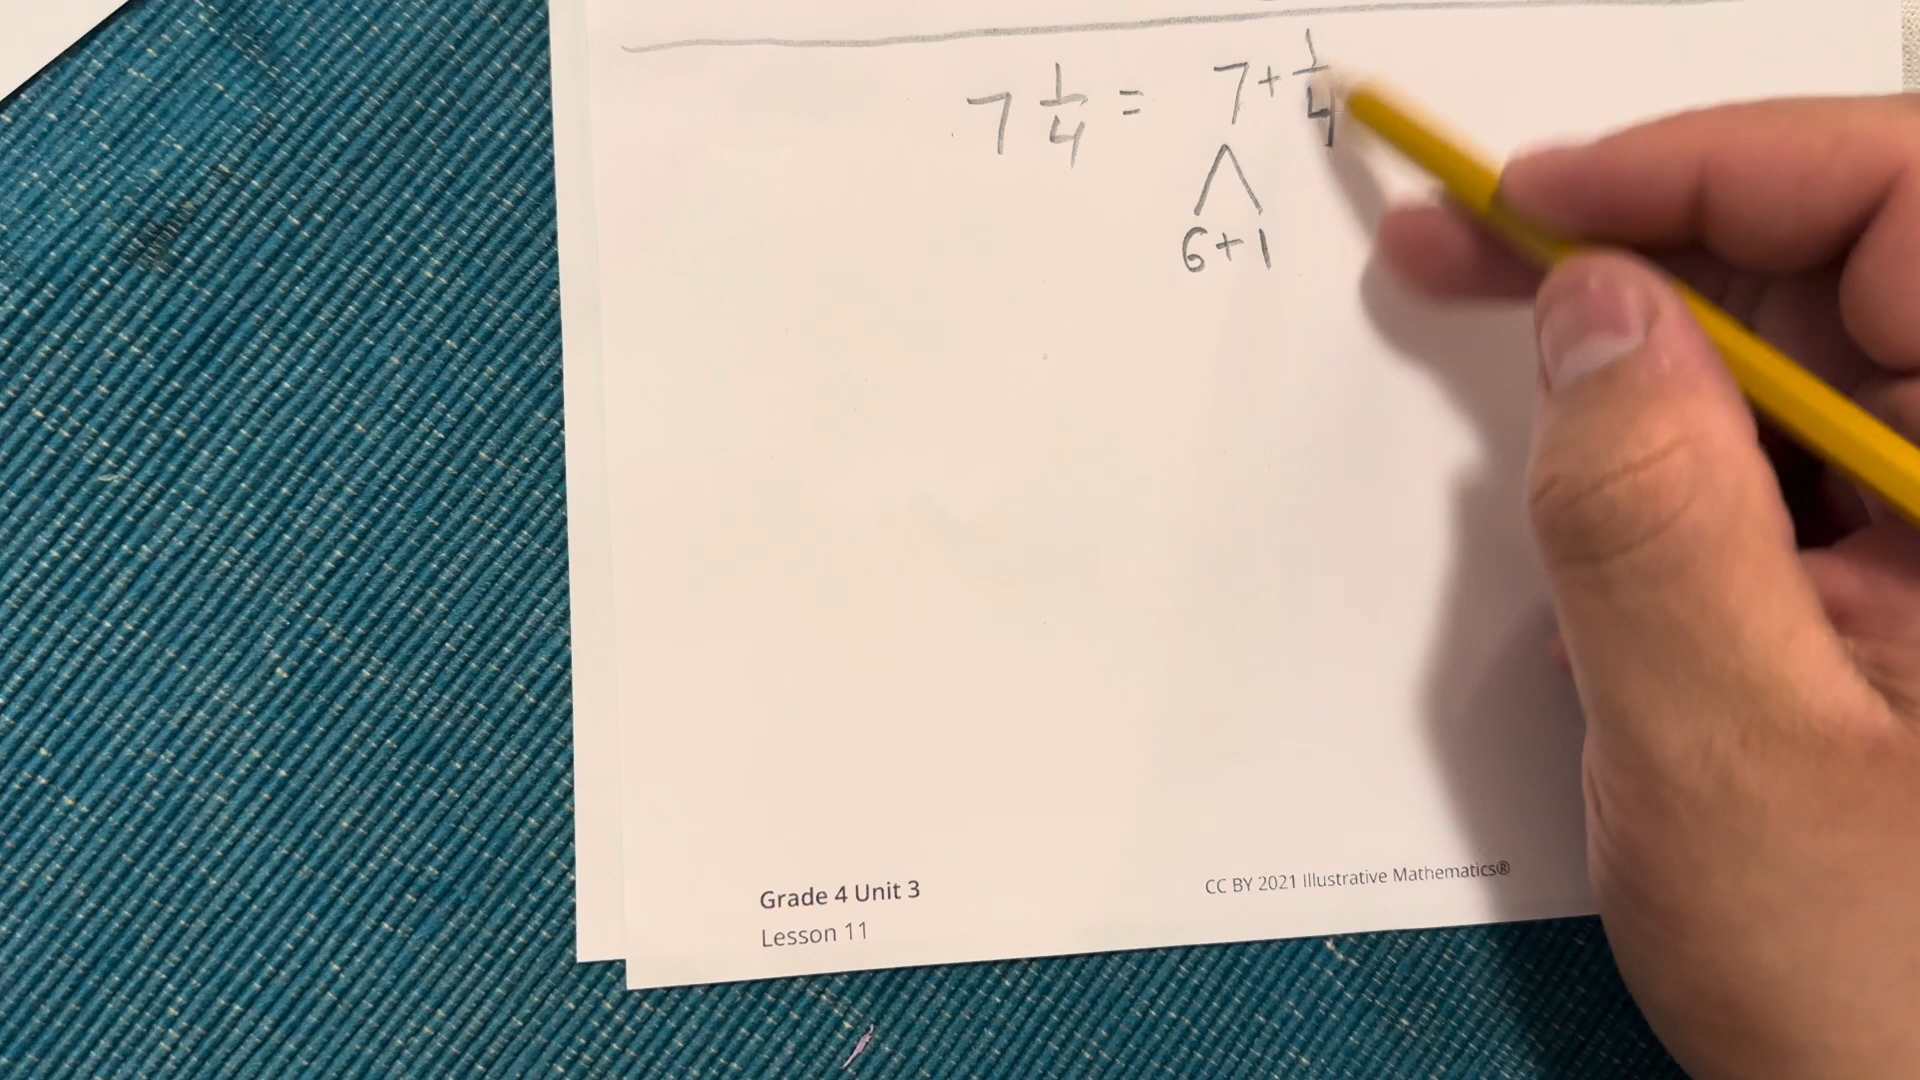 7 1/4 = 7 + 1/4
6 + 1
Grade 4 Unit 3
Lesson 11
CC BY 2021 Illustrative Mathematics®